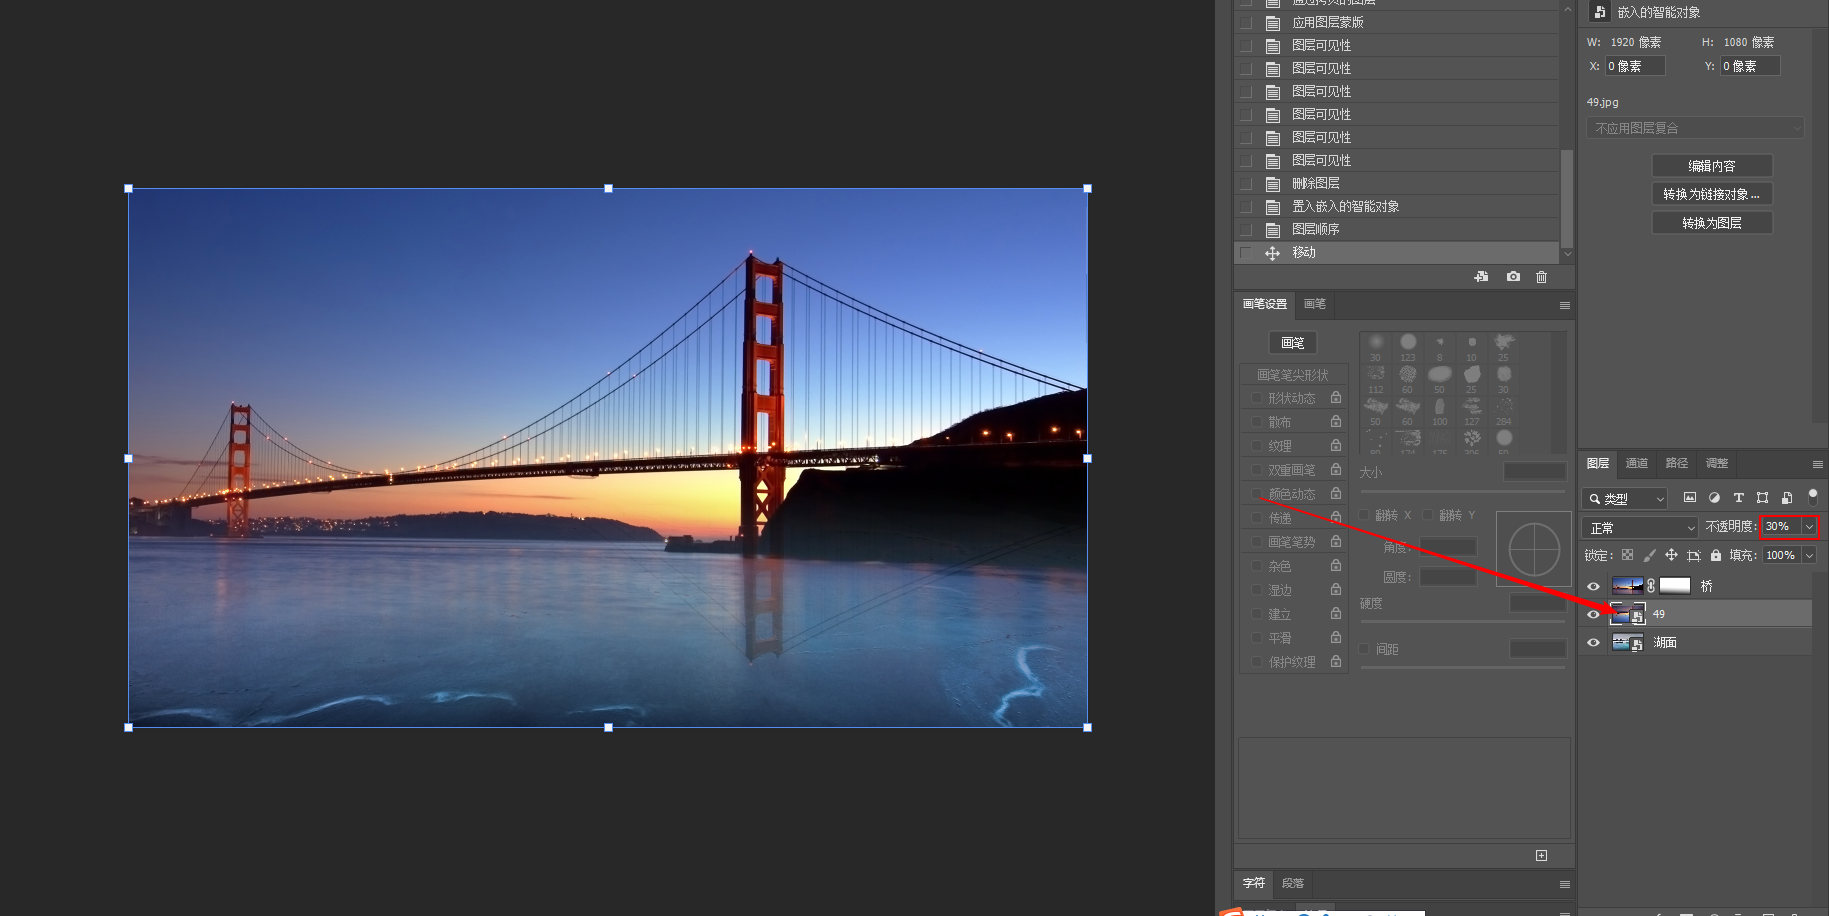 通过拷贝的图层
应用图层蒙版
图层可见性
图层可见性
图层可见性
图层可见性
图层可见性
图层可见性
删除图层
置入嵌入的智能对象
图层顺序
移动
画笔设置 画笔
画笔
画笔笔尖形状
形状动态
散布
纹理
双重画笔
颜色动态
传递
画笔笔势
杂色
湿边
建立
平滑
保护纹理
30 123 8 10 25
112 60 50 25 30
50 60 100 127 284
大小
翻转 X 翻转 Y
角度:
圆度:
硬度
间距
字符 段落
嵌入的智能对象
W: 1920 像素 H: 1080 像素
X: 0 像素 Y: 0 像素
49.jpg
不应用图层复合
编辑内容
转换为链接对象...
转换为图层
图层 通道 路径 调整
类型
正常 不透明度: 30%
锁定: 填充: 100%
桥
49
湖面